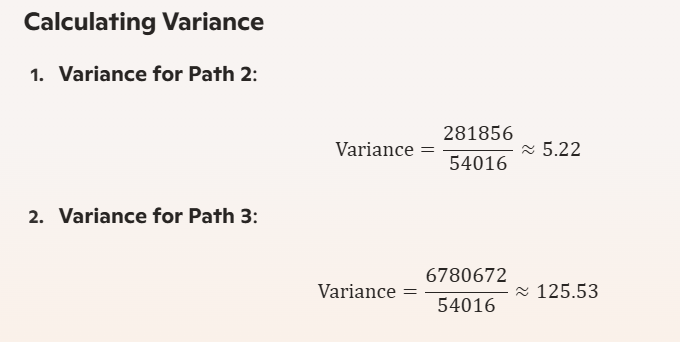 Calculating Variance
1. Variance for Path 2:
Variance = 281856 / 54016 ≈ 5.22
2. Variance for Path 3:
Variance = 6780672 / 54016 ≈ 125.53